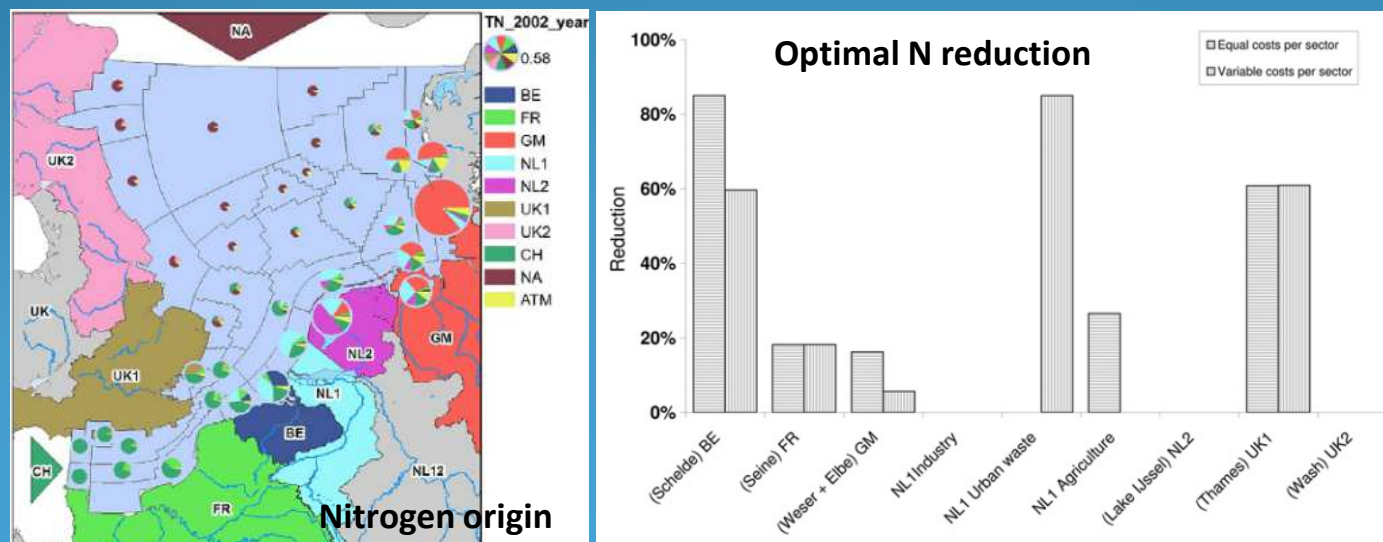 TN_2002_year
0.58
BE
FR
GM
NL1
NL2
UK1
UK2
CH
NA
ATM
NA
UK2
UK
UK1
CH
NL2
GM
NL1
BE
NL12
FR
Nitrogen origin
Optimal N reduction
Equal costs per sector
Variable costs per sector
Reduction
100%
80%
60%
40%
20%
0%
(Schelde) BE
(Seine) FR
(Weser + Elbe) GM
NL1Industry
NL1 Urban waste
NL1 Agriculture
(Lake IJssel) NL2
(Thames) UK1
(Wash) UK2